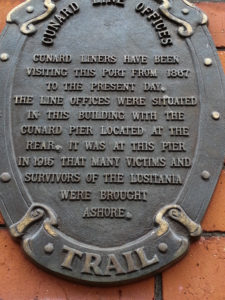 CUNARD LINE OFFICES
CUNARD LINERS HAVE BEEN
VISITING THIS PORT FROM 1887
TO THE PRESENT DAY.
THE LINE OFFICES WERE SITUATED
IN THIS BUILDING WITH THE
CUNARD PIER LOCATED AT THE
REAR. IT WAS AT THIS PIER
IN 1915 THAT MANY VICTIMS AND
SURVIVORS OF THE LUSITANIA
WERE BROUGHT
ASHORE.
TRAIL